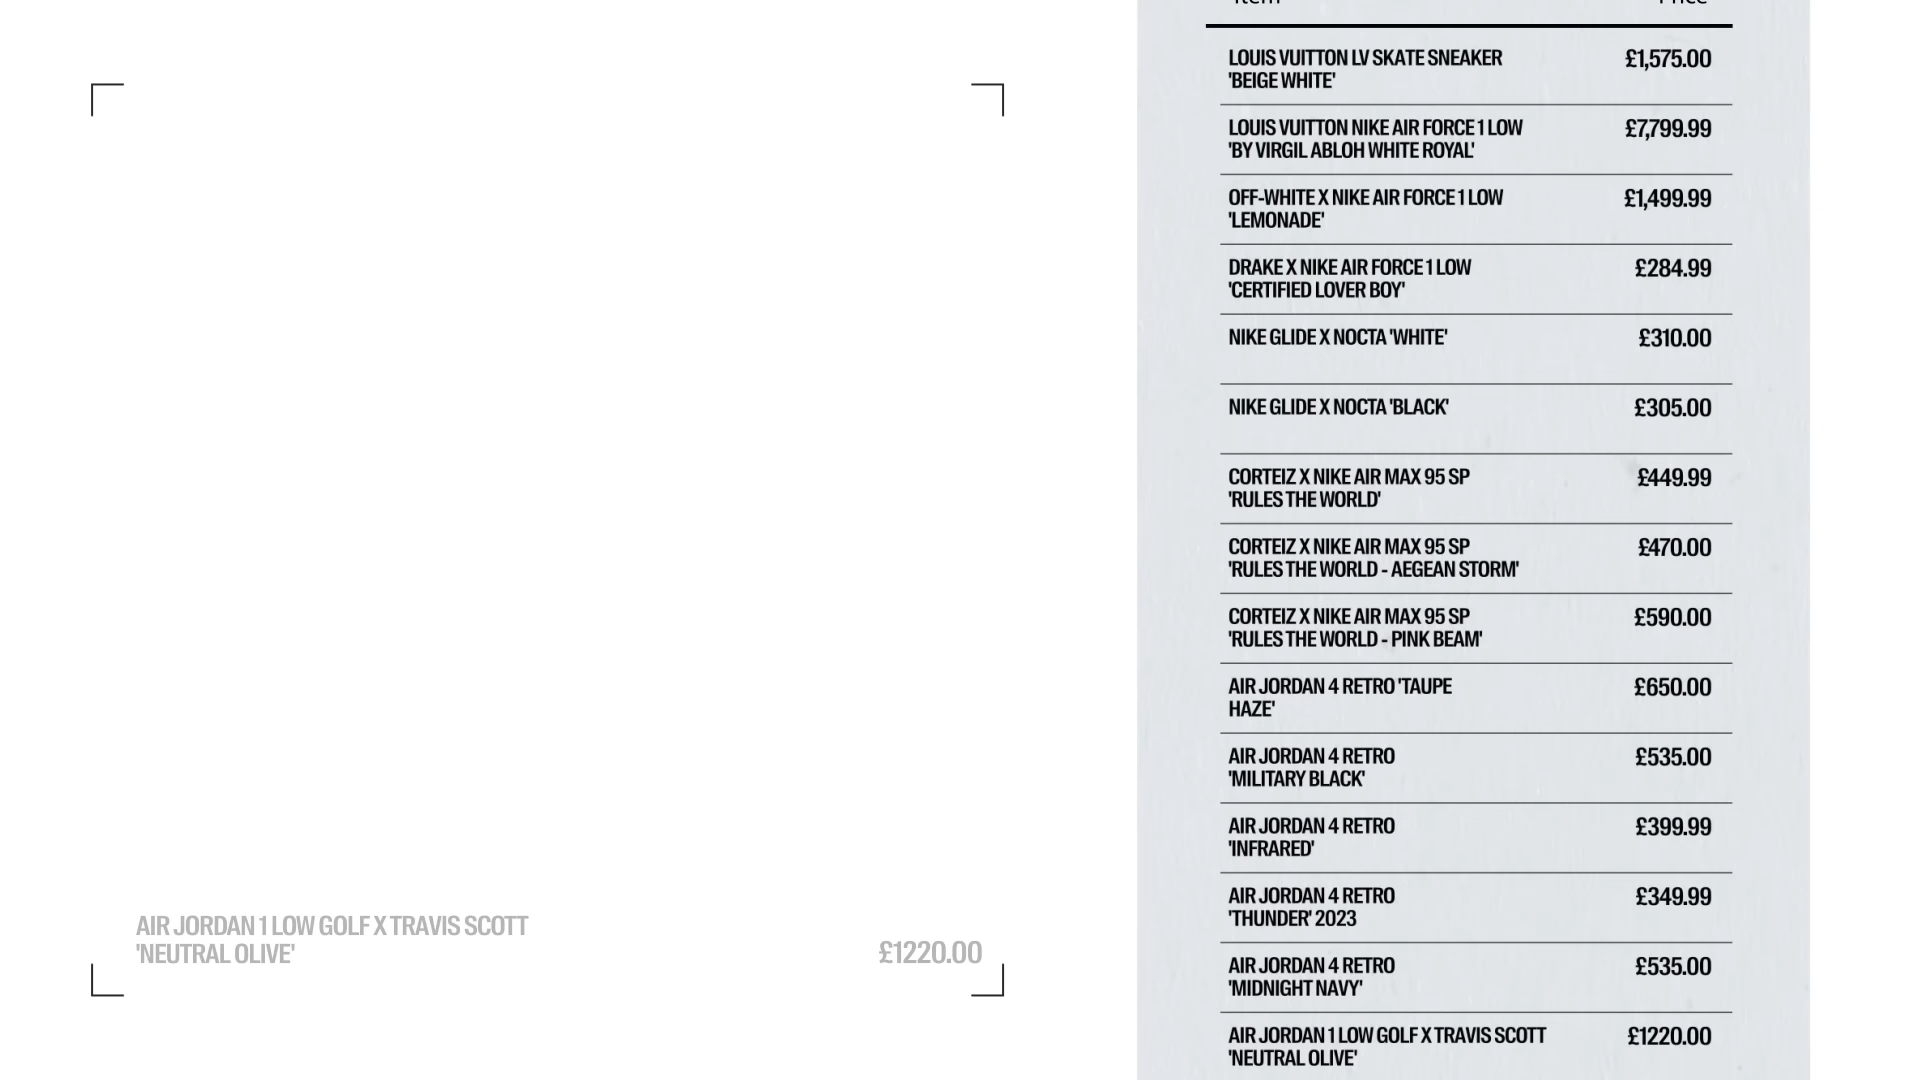 AIR JORDAN 1 LOW GOLF X TRAVIS SCOTT
'NEUTRAL OLIVE'
£1220.00
Item Price
LOUIS VUITTON LV SKATE SNEAKER £1,575.00
'BEIGE WHITE'
LOUIS VUITTON NIKE AIR FORCE 1 LOW £7,799.99
'BY VIRGIL ABLOH WHITE ROYAL'
OFF-WHITE X NIKE AIR FORCE 1 LOW £1,499.99
'LEMONADE'
DRAKE X NIKE AIR FORCE 1 LOW £284.99
'CERTIFIED LOVER BOY'
NIKE GLIDE X NOCTA 'WHITE' £310.00
NIKE GLIDE X NOCTA 'BLACK' £305.00
CORTEIZ X NIKE AIR MAX 95 SP £449.99
'RULES THE WORLD'
CORTEIZ X NIKE AIR MAX 95 SP £470.00
'RULES THE WORLD - AEGEAN STORM'
CORTEIZ X NIKE AIR MAX 95 SP £590.00
'RULES THE WORLD - PINK BEAM'
AIR JORDAN 4 RETRO 'TAUPE £650.00
HAZE'
AIR JORDAN 4 RETRO £535.00
'MILITARY BLACK'
AIR JORDAN 4 RETRO £399.99
'INFRARED'
AIR JORDAN 4 RETRO £349.99
'THUNDER' 2023
AIR JORDAN 4 RETRO £535.00
'MIDNIGHT NAVY'
AIR JORDAN 1 LOW GOLF X TRAVIS SCOTT £1220.00
'NEUTRAL OLIVE'